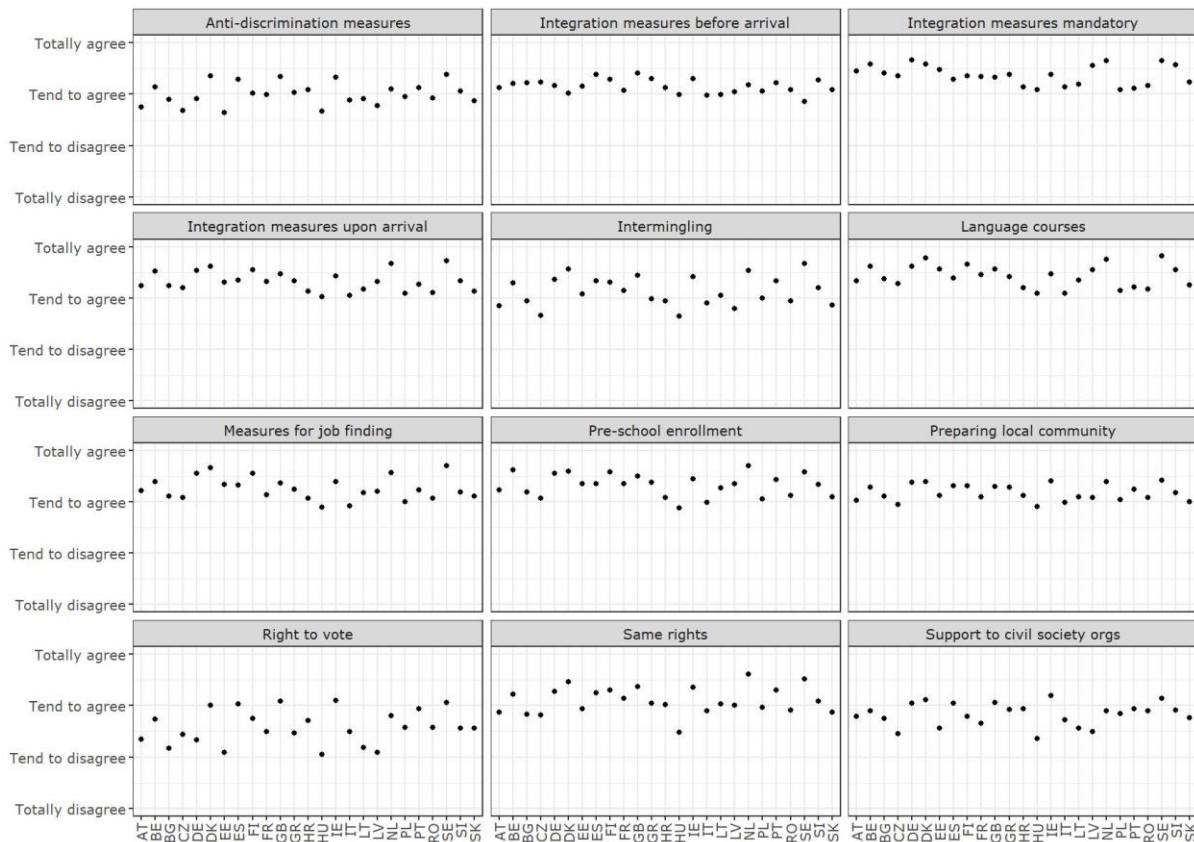 Anti-discrimination measures
Integration measures before arrival
Integration measures mandatory
Totally agree
Tend to agree
Tend to disagree
Totally disagree
Integration measures upon arrival
Intermingling
Language courses
Totally agree
Tend to agree
Tend to disagree
Totally disagree
Measures for job finding
Pre-school enrollment
Preparing local community
Totally agree
Tend to agree
Tend to disagree
Totally disagree
Right to vote
Same rights
Support to civil society orgs
Totally agree
Tend to agree
Tend to disagree
Totally disagree
AT BE BG CZ DE DK EE ES FI FR GB GR HR HU IE IT LT LV NL PL PT RO SE SI SK
AT BE BG CZ DE DK EE ES FI FR GB GR HR HU IE IT LT LV NL PL PT RO SE SI SK
AT BE BG CZ DE DK EE ES FI FR GB GR HR HU IE IT LT LV NL PL PT RO SE SI SK